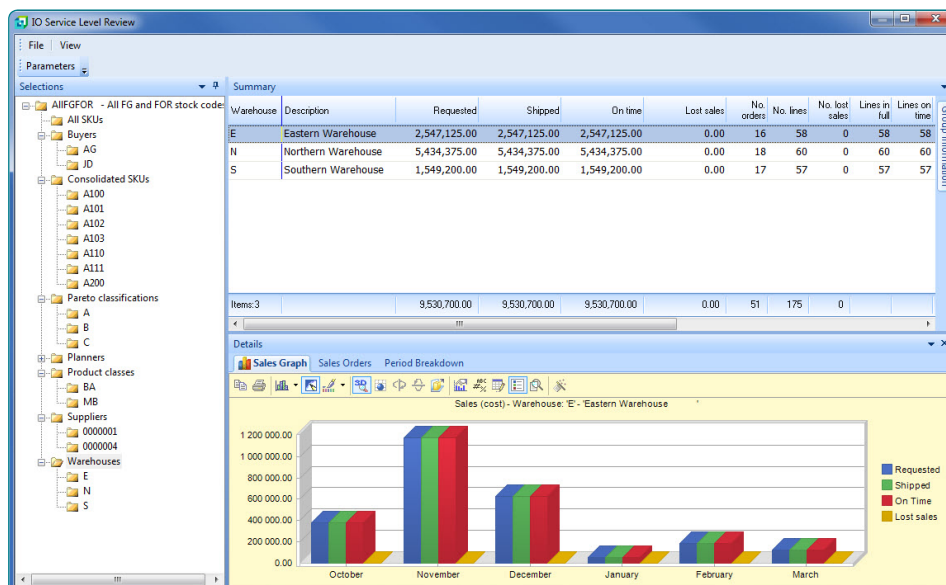 IO Service Level Review
File View
Parameters
Selections
AllFGFOR - All FG and FOR stock codes
All SKUs
Buyers
AG
JD
Consolidated SKUs
A100
A101
A102
A103
A110
A111
A200
Pareto classifications
A
B
C
Planners
Product classes
BA
MB
Suppliers
0000001
0000004
Warehouses
E
N
S
Summary
Warehouse Description Requested Shipped On time Lost sales No. orders No. lines No. lost sales Lines in full Lines on time
E Eastern Warehouse 2,547,125.00 2,547,125.00 2,547,125.00 0.00 16 58 0 58 58
N Northern Warehouse 5,434,375.00 5,434,375.00 5,434,375.00 0.00 18 60 0 60 60
S Southern Warehouse 1,549,200.00 1,549,200.00 1,549,200.00 0.00 17 57 0 57 57
Items:3 9,530,700.00 9,530,700.00 9,530,700.00 0.00 51 175 0
Group Information
Details
Sales Graph Sales Orders Period Breakdown
Sales (cost) - Warehouse: 'E' - 'Eastern Warehouse '
1 200 000.00
1 000 000.00
800 000.00
600 000.00
400 000.00
200 000.00
0.00
October November December January February March
Requested
Shipped
On Time
Lost sales